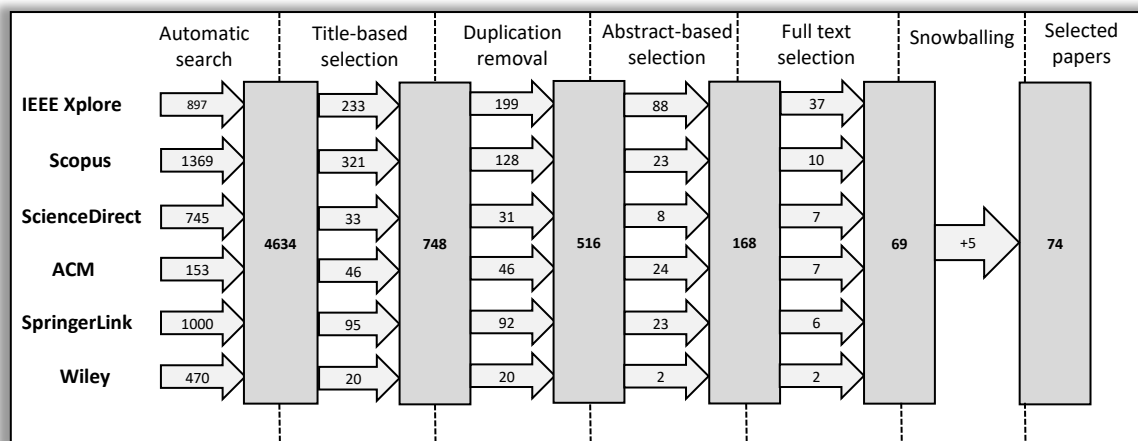 Automatic
search
Title-based
selection
Duplication
removal
Abstract-based
selection
Full text
selection
Snowballing
Selected
papers
IEEE Xplore
897
233
199
88
37
Scopus
1369
321
128
23
10
ScienceDirect
745
33
31
8
7
4634
748
516
168
69
+5
74
ACM
153
46
46
24
7
SpringerLink
1000
95
92
23
6
Wiley
470
20
20
2
2